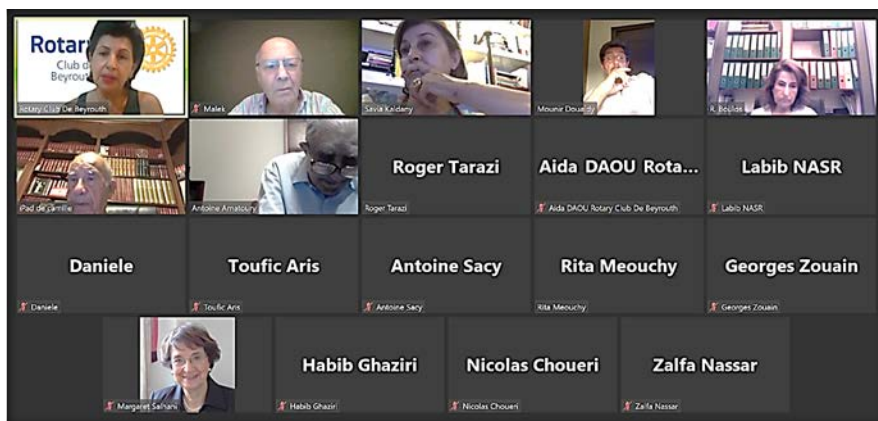 Rotary
Club de
Beyrouth
Rotary Club De Beyrouth
Malek
Savia Kaldany
Mounir Douaidy
R. Boulos
iPad de camille
Antoine Amatoury
Roger Tarazi
Roger Tarazi
Aida DAOU Rota...
Aida DAOU Rotary Club De Beyrouth
Labib NASR
Labib NASR
Daniele
Daniele
Toufic Aris
Toufic Aris
Antoine Sacy
Antoine Sacy
Rita Meouchy
Rita Meouchy
Georges Zouain
Georges Zouain
Margaret Salhani
Habib Ghaziri
Habib Ghaziri
Nicolas Choueri
Nicolas Choueri
Zalfa Nassar
Zalfa Nassar